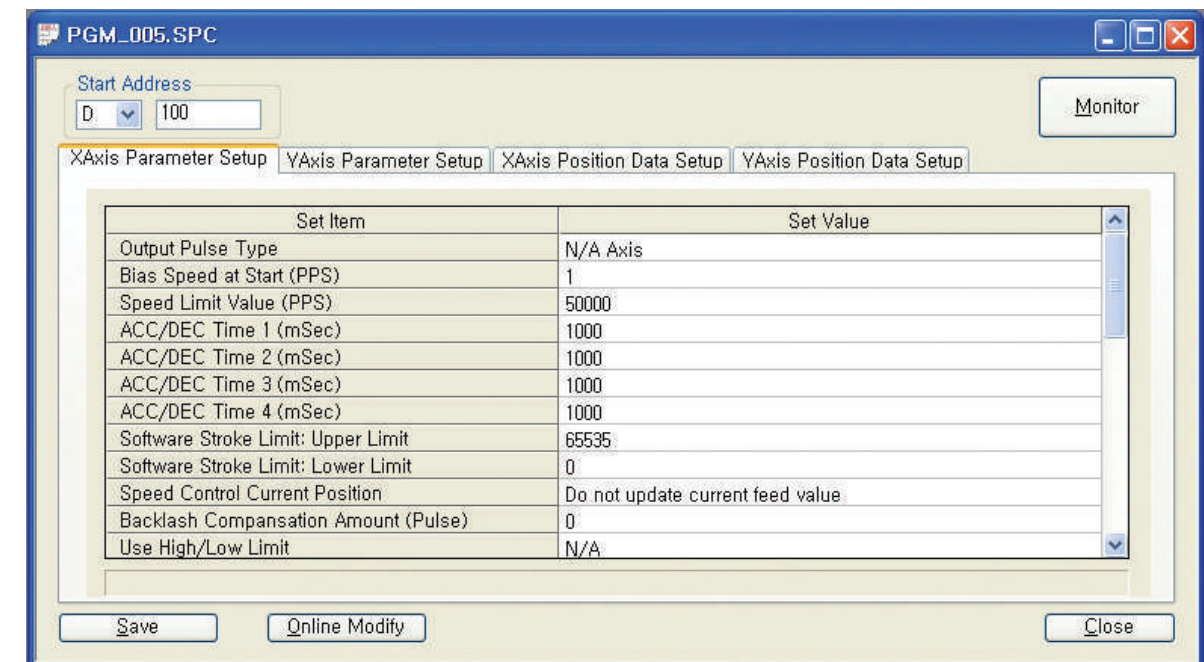 PGM_005.SPC
Start Address
D 100
Monitor
XAxis Parameter Setup YAxis Parameter Setup XAxis Position Data Setup YAxis Position Data Setup
Set Item Set Value
Output Pulse Type N/A Axis
Bias Speed at Start (PPS) 1
Speed Limit Value (PPS) 50000
ACC/DEC Time 1 (mSec) 1000
ACC/DEC Time 2 (mSec) 1000
ACC/DEC Time 3 (mSec) 1000
ACC/DEC Time 4 (mSec) 1000
Software Stroke Limit: Upper Limit 65535
Software Stroke Limit: Lower Limit 0
Speed Control Current Position Do not update current feed value
Backlash Compansation Amount (Pulse) 0
Use High/Low Limit N/A
Save Online Modify Close